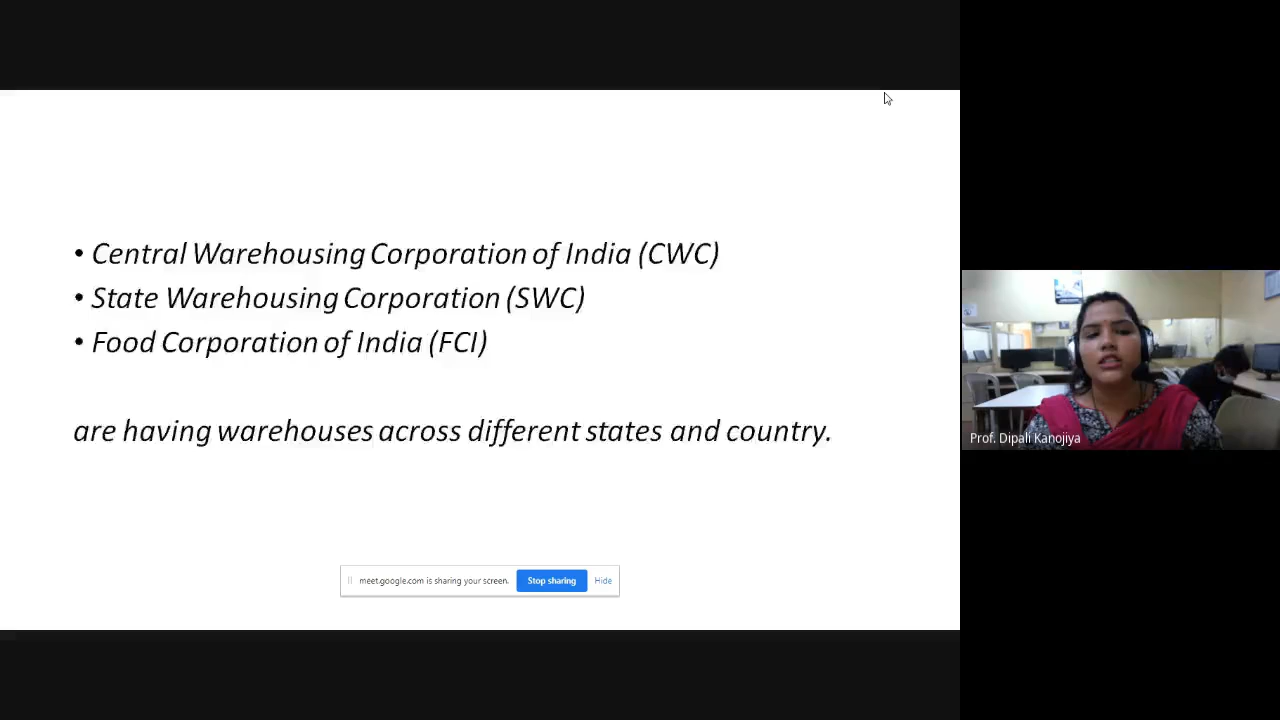 • Central Warehousing Corporation of India (CWC)
• State Warehousing Corporation (SWC)
• Food Corporation of India (FCI)
are having warehouses across different states and country.
meet.google.com is sharing your screen. Stop sharing Hide
Prof. Dipali Kanojiya